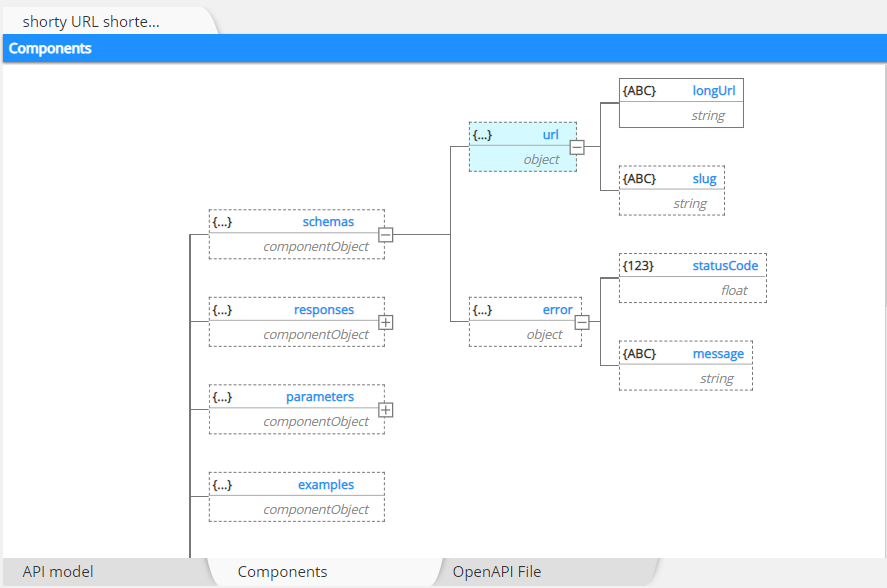 shorty URL shorte...
Components
{ABC} longUrl
string
{...} url
object
{ABC} slug
string
{...} schemas
componentObject
{123} statusCode
float
{...} responses
componentObject
{...} error
object
{ABC} message
string
{...} parameters
componentObject
{...} examples
componentObject
API model Components OpenAPI File